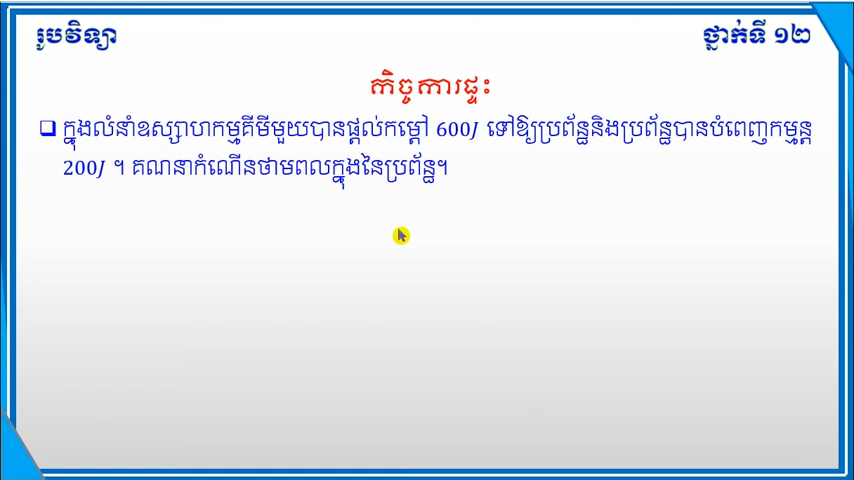 រូបវិទ្យា
ថ្នាក់ទី ១២
កិច្ចការផ្ទះ
❑ ក្នុងលំនាំឧស្សាហកម្មគីមីមួយបានផ្តល់កម្តៅ 600J ទៅឱ្យប្រព័ន្ឋនិងប្រព័ន្ឋបានបំពេញកម្មន្ត
200J ។ គណនាកំណើនថាមពលក្នុងនៃប្រព័ន្ឋ។